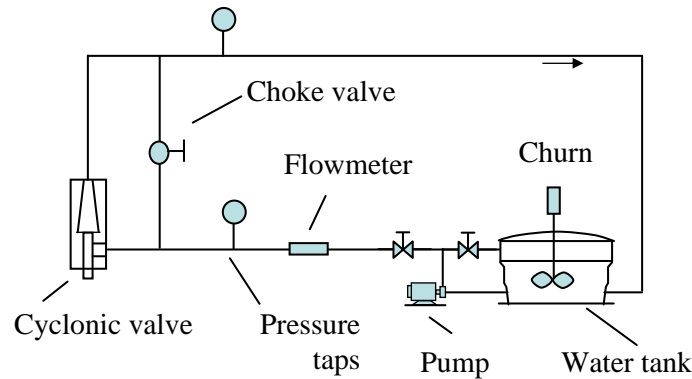 Choke valve
Flowmeter
Churn
Cyclonic valve
Pressure
taps
Pump
Water tank